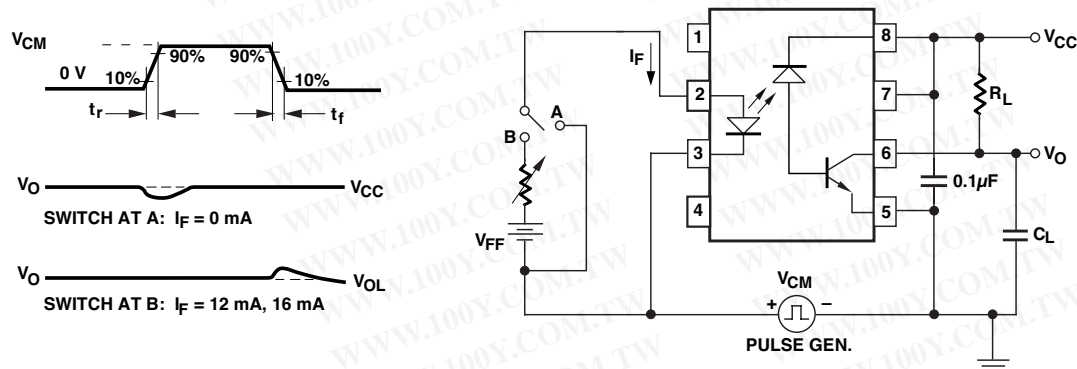 V_CM
0 V
10%
90%
90%
10%
t_r
t_f
V_O
V_CC
SWITCH AT A: I_F = 0 mA
V_O
V_OL
SWITCH AT B: I_F = 12 mA, 16 mA
I_F
A
B
V_FF
1
2
3
4
8
7
6
5
V_CC
R_L
V_O
0.1µF
C_L
V_CM
+
–
PULSE GEN.
WWW.100Y.COM.TW